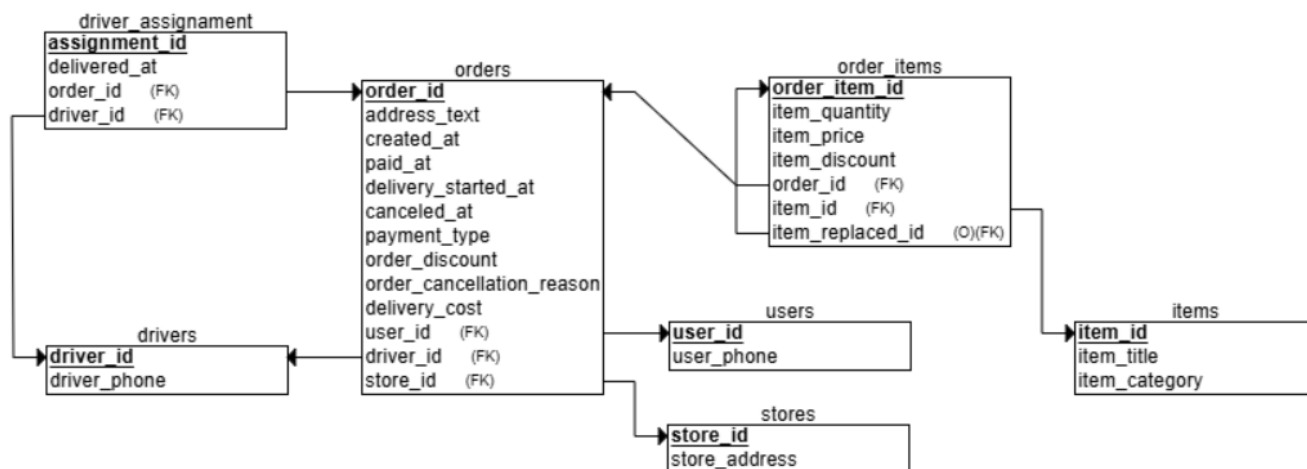 driver_assignament
assignment_id
delivered_at
order_id (FK)
driver_id (FK)
orders
order_id
address_text
created_at
paid_at
delivery_started_at
canceled_at
payment_type
order_discount
order_cancellation_reason
delivery_cost
user_id (FK)
driver_id (FK)
store_id (FK)
order_items
order_item_id
item_quantity
item_price
item_discount
order_id (FK)
item_id (FK)
item_replaced_id (O)(FK)
drivers
driver_id
driver_phone
users
user_id
user_phone
items
item_id
item_title
item_category
stores
store_id
store_address